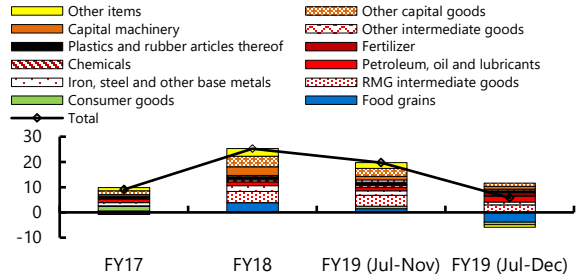 Other items
Other capital goods
Capital machinery
Other intermediate goods
Plastics and rubber articles thereof
Fertilizer
Chemicals
Petroleum, oil and lubricants
Iron, steel and other base metals
RMG intermediate goods
Consumer goods
Food grains
Total
30
20
10
0
-10
FY17
FY18
FY19 (Jul-Nov)
FY19 (Jul-Dec)